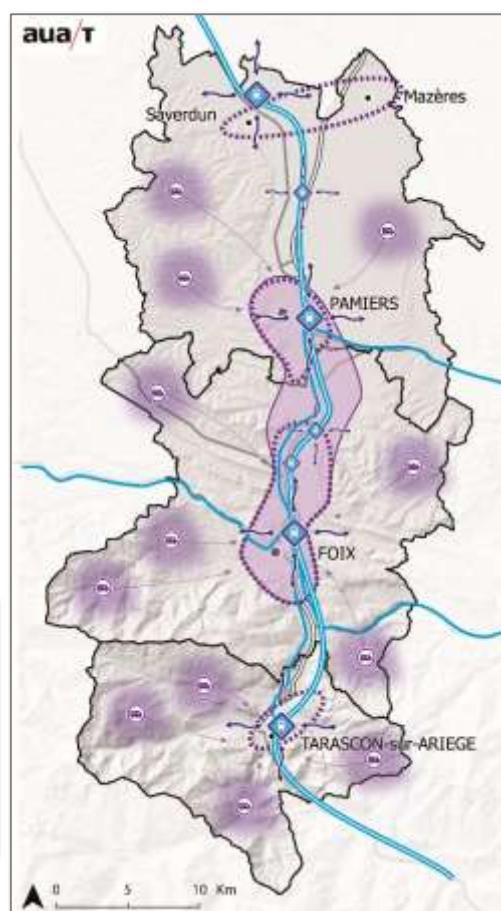 aua/T
Mazères
Saverdun
PAMIERS
FOIX
TARASCON-sur-ARIEGE
0 5 10 Km